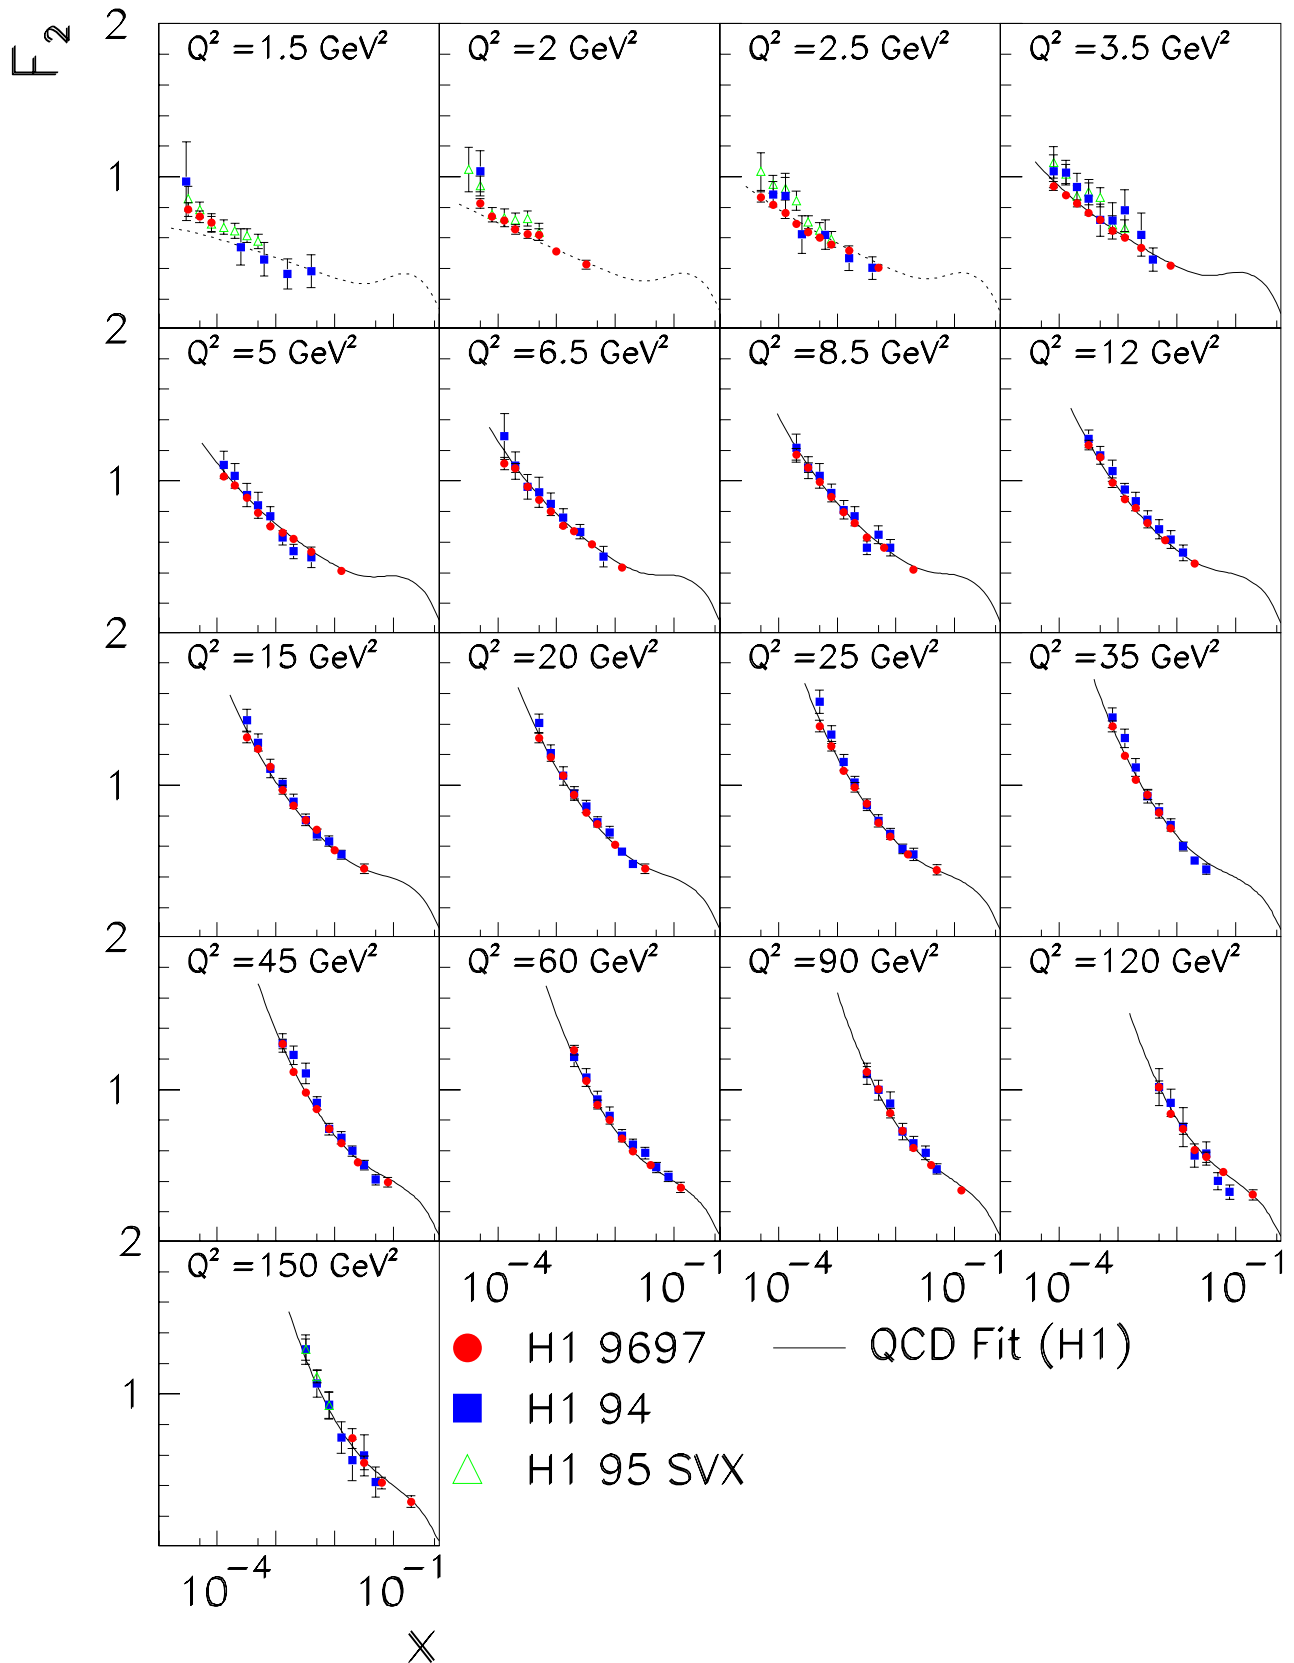 F₂
2
Q² =1.5 GeV² Q² =2 GeV² Q² =2.5 GeV² Q² =3.5 GeV²
1
2
Q² =5 GeV² Q² =6.5 GeV² Q² =8.5 GeV² Q² =12 GeV²
1
2
Q² =15 GeV² Q² =20 GeV² Q² =25 GeV² Q² =35 GeV²
1
2
Q² =45 GeV² Q² =60 GeV² Q² =90 GeV² Q² =120 GeV²
1
2
Q² =150 GeV²
10⁻⁴ 10⁻¹ 10⁻⁴ 10⁻¹ 10⁻⁴ 10⁻¹
H1 9697 QCD Fit (H1)
1
H1 94
H1 95 SVX
10⁻⁴ 10⁻¹
x